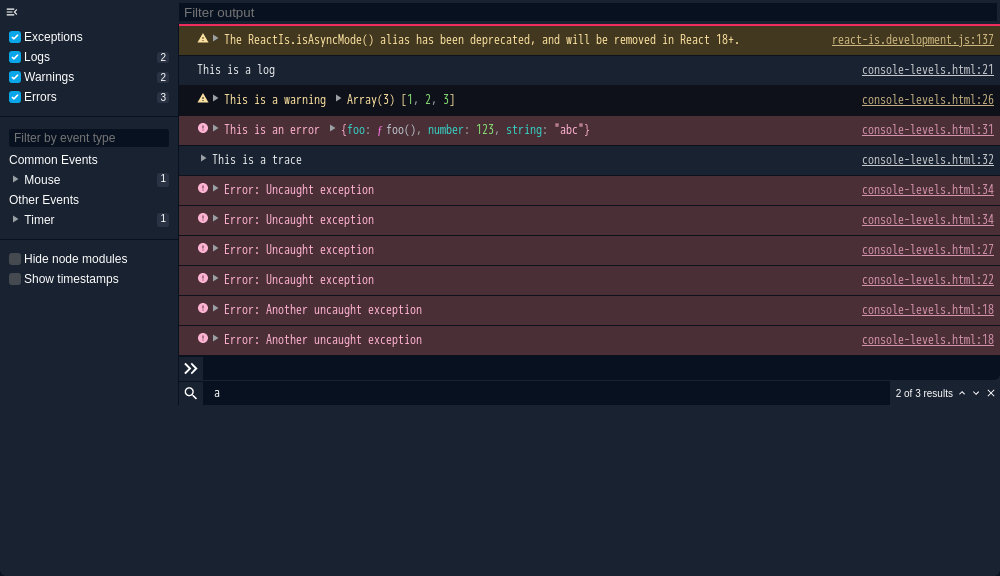 Filter output
Exceptions
Logs 2
Warnings 2
Errors 3
Filter by event type
Common Events
Mouse 1
Other Events
Timer 1
Hide node modules
Show timestamps
The ReactIs.isAsyncMode() alias has been deprecated, and will be removed in React 18+. react-is.development.js:137
This is a log console-levels.html:21
This is a warning Array(3) [1, 2, 3] console-levels.html:26
This is an error {foo: ƒ foo(), number: 123, string: "abc"} console-levels.html:31
This is a trace console-levels.html:32
Error: Uncaught exception console-levels.html:34
Error: Uncaught exception console-levels.html:34
Error: Uncaught exception console-levels.html:27
Error: Uncaught exception console-levels.html:22
Error: Another uncaught exception console-levels.html:18
Error: Another uncaught exception console-levels.html:18
a 2 of 3 results